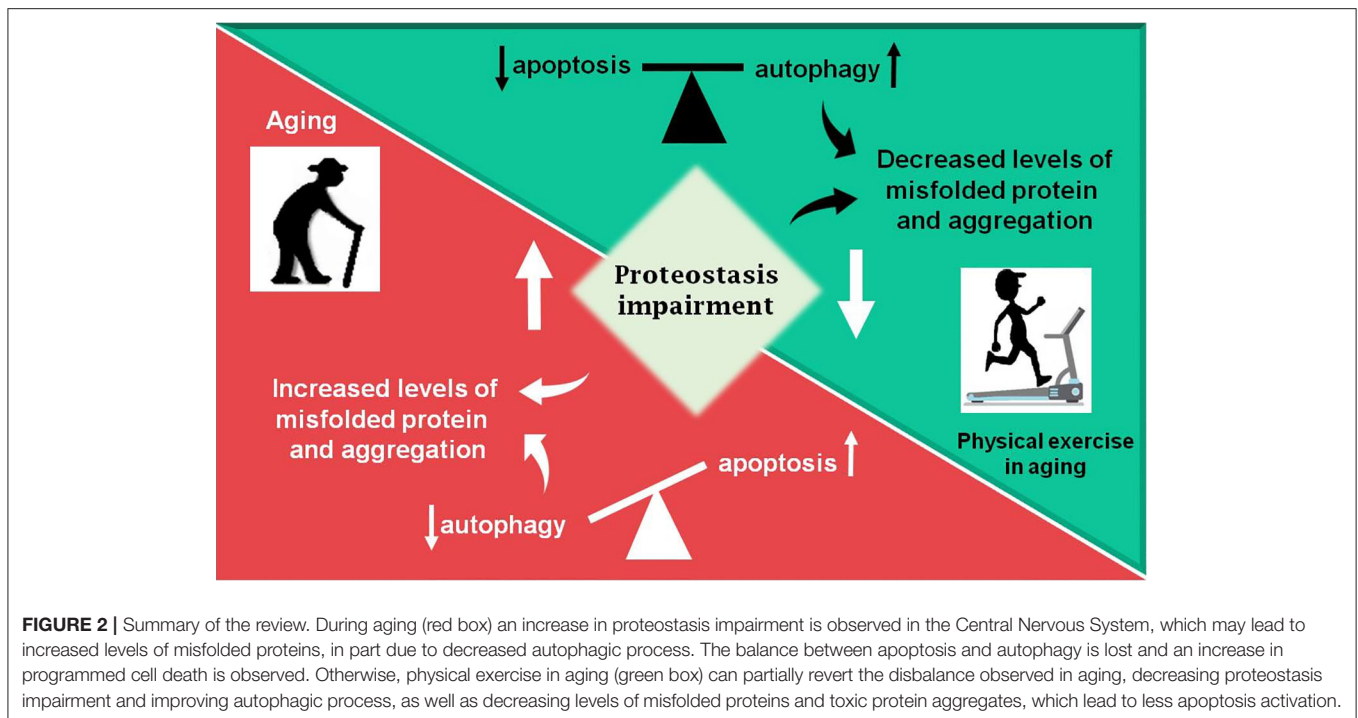 apoptosis
autophagy
Aging
Decreased levels of
misfolded protein
and aggregation
Proteostasis
impairment
Increased levels of
misfolded protein
and aggregation
Physical exercise
in aging
apoptosis
autophagy
FIGURE 2 | Summary of the review. During aging (red box) an increase in proteostasis impairment is observed in the Central Nervous System, which may lead to
increased levels of misfolded proteins, in part due to decreased autophagic process. The balance between apoptosis and autophagy is lost and an increase in
programmed cell death is observed. Otherwise, physical exercise in aging (green box) can partially revert the disbalance observed in aging, decreasing proteostasis
impairment and improving autophagic process, as well as decreasing levels of misfolded proteins and toxic protein aggregates, which lead to less apoptosis activation.